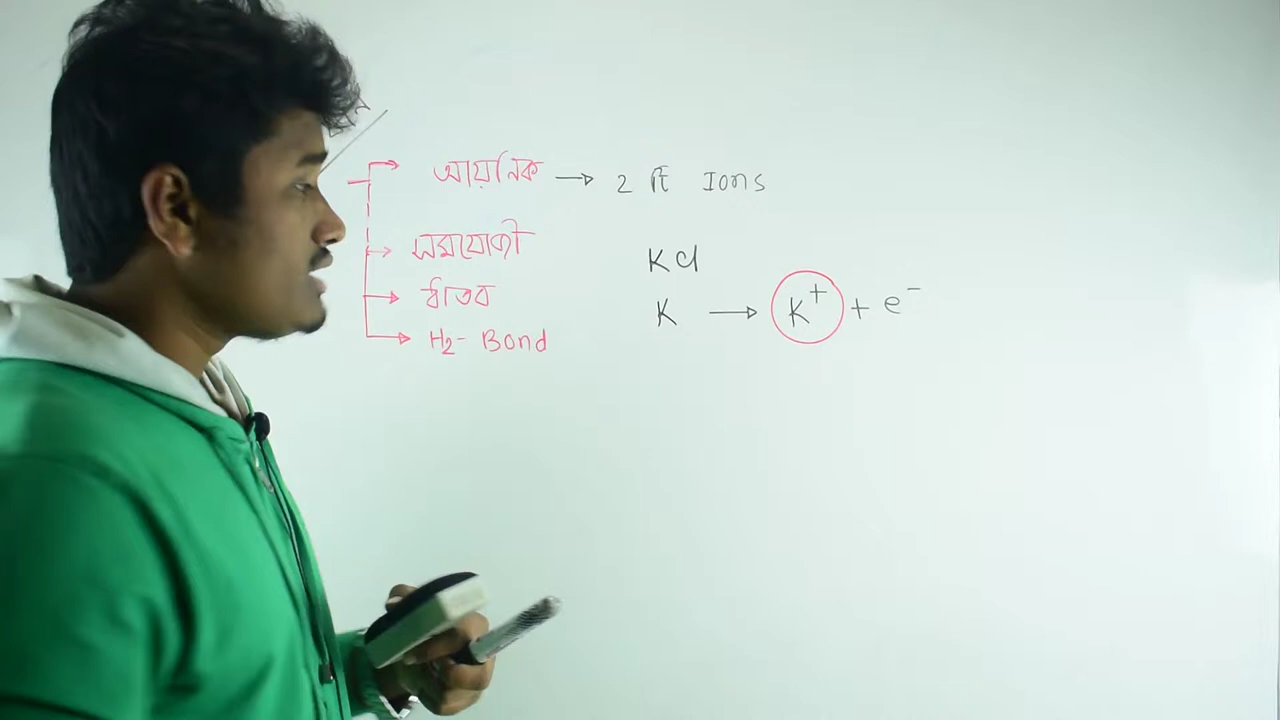 আয়নিক → 2 টি Ions
সমযোজী
KCl
ধাতব
K → K⁺ + e⁻
H₂- Bond